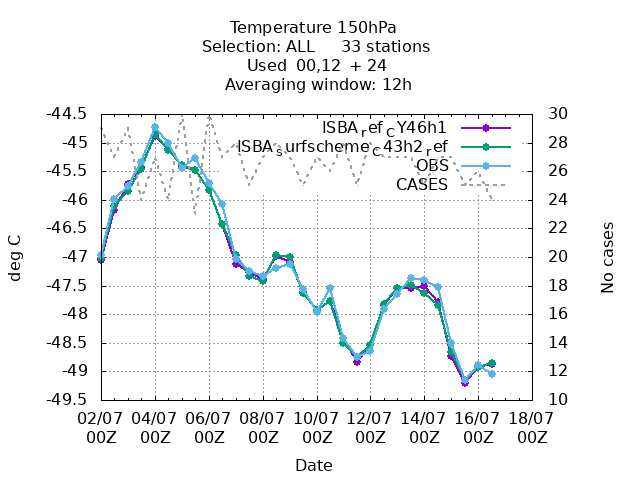 Temperature 150hPa
Selection: ALL 33 stations
Used 00,12 + 24
Averaging window: 12h
-44.5
-45
-45.5
-46
-46.5
-47
-47.5
-48
-48.5
-49
-49.5
deg C
30
28
26
24
22
20
18
16
14
12
10
No cases
ISBArefCY46h1
ISBAsurfschemec43h2ref
OBS
CASES
02/07 04/07 06/07 08/07 10/07 12/07 14/07 16/07 18/07
00Z 00Z 00Z 00Z 00Z 00Z 00Z 00Z 00Z
Date